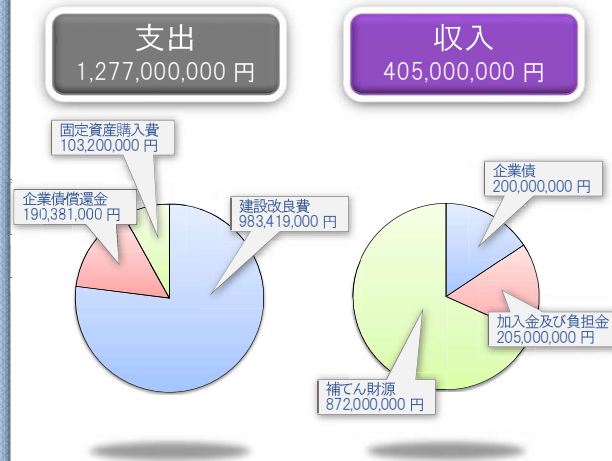 支出
1,277,000,000 円
収入
405,000,000 円
固定資産購入費
103,200,000 円
企業債償還金
190,381,000 円
建設改良費
983,419,000 円
企業債
200,000,000 円
加入金及び負担金
205,000,000 円
補てん財源
872,000,000 円